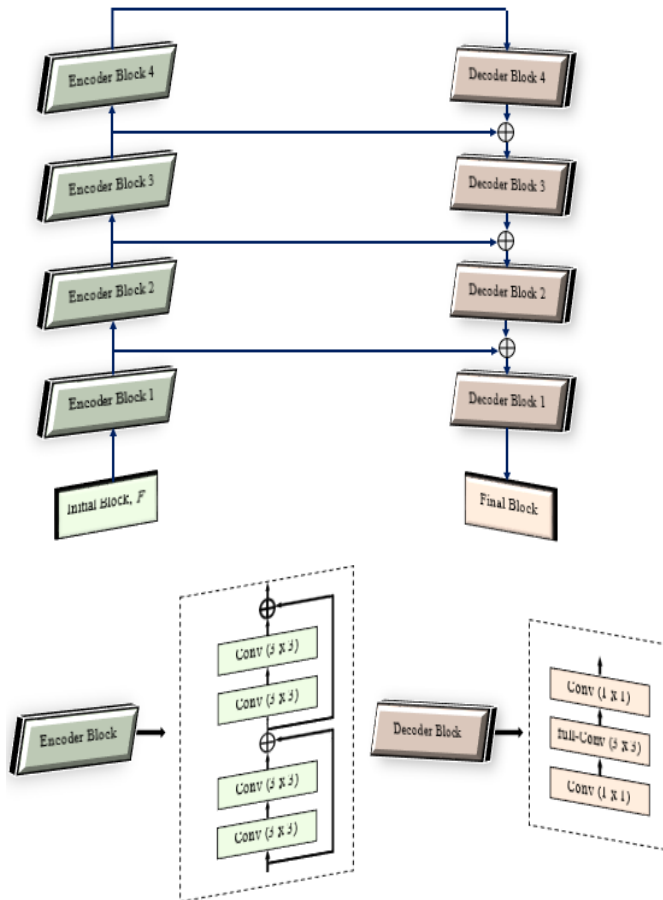 Encoder Block 4
Decoder Block 4
Encoder Block 3
Decoder Block 3
Encoder Block 2
Decoder Block 2
Encoder Block 1
Decoder Block 1
Initial Block, F
Final Block
Conv (3 x 3)
Conv (3 x 3)
Conv (3 x 3)
Conv (3 x 3)
Encoder Block
Decoder Block
Conv (1 x 1)
full-Conv (3 x 3)
Conv (1 x 1)